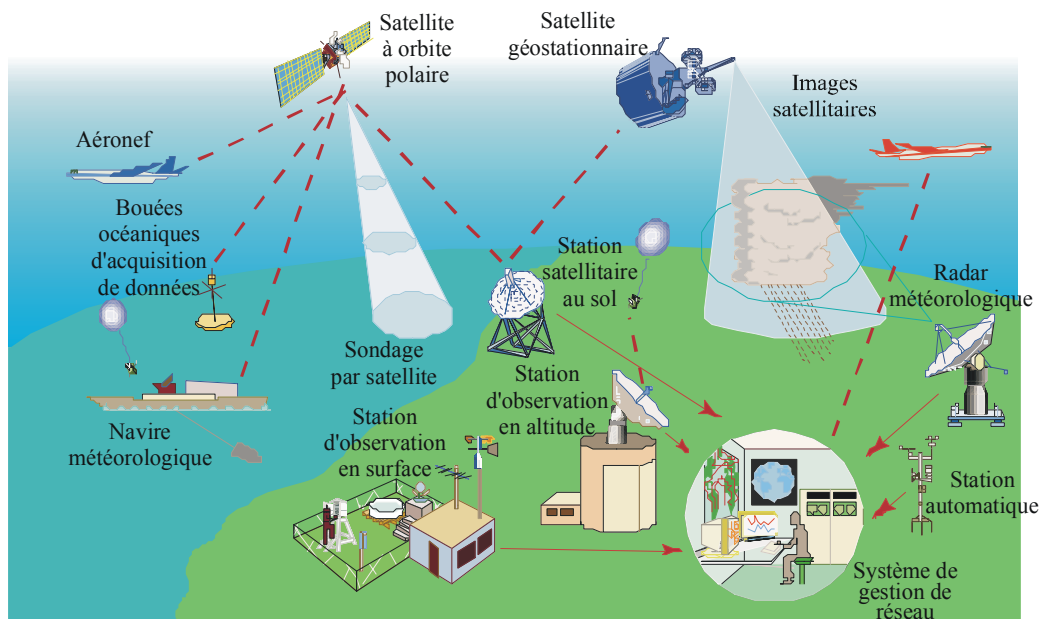 Satellite
à orbite
polaire
Satellite
géostationnaire
Images
satellitaires
Aéronef
Bouées
océaniques
d'acquisition
de données
Station
satellitaire
au sol
Radar
météorologique
Sondage
par satellite
Station
d'observation
en altitude
Navire
météorologique
Station
d'observation
en surface
Station
automatique
Système de
gestion de
réseau